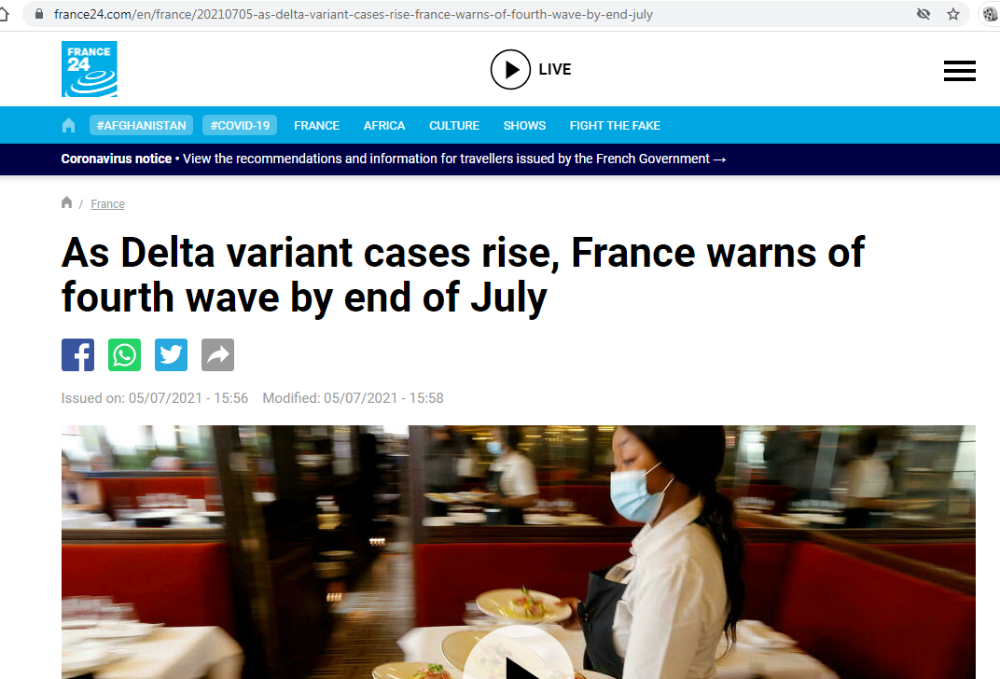 france24.com/en/france/20210705-as-delta-variant-cases-rise-france-warns-of-fourth-wave-by-end-july
FRANCE
24
LIVE
#AFGHANISTAN #COVID-19 FRANCE AFRICA CULTURE SHOWS FIGHT THE FAKE
Coronavirus notice • View the recommendations and information for travellers issued by the French Government →
/ France
As Delta variant cases rise, France warns of
fourth wave by end of July
Issued on: 05/07/2021 - 15:56 Modified: 05/07/2021 - 15:58